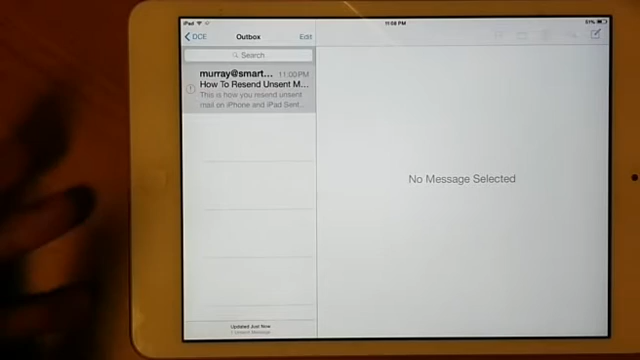 iPad 11:08 PM 51%
DCE Outbox Edit
Search
murray@smart... 11:00 PM
How To Resend Unsent M...
This is how you resend unsent
mail on iPhone and iPad Sent...
No Message Selected
Updated Just Now
1 Unsent Message